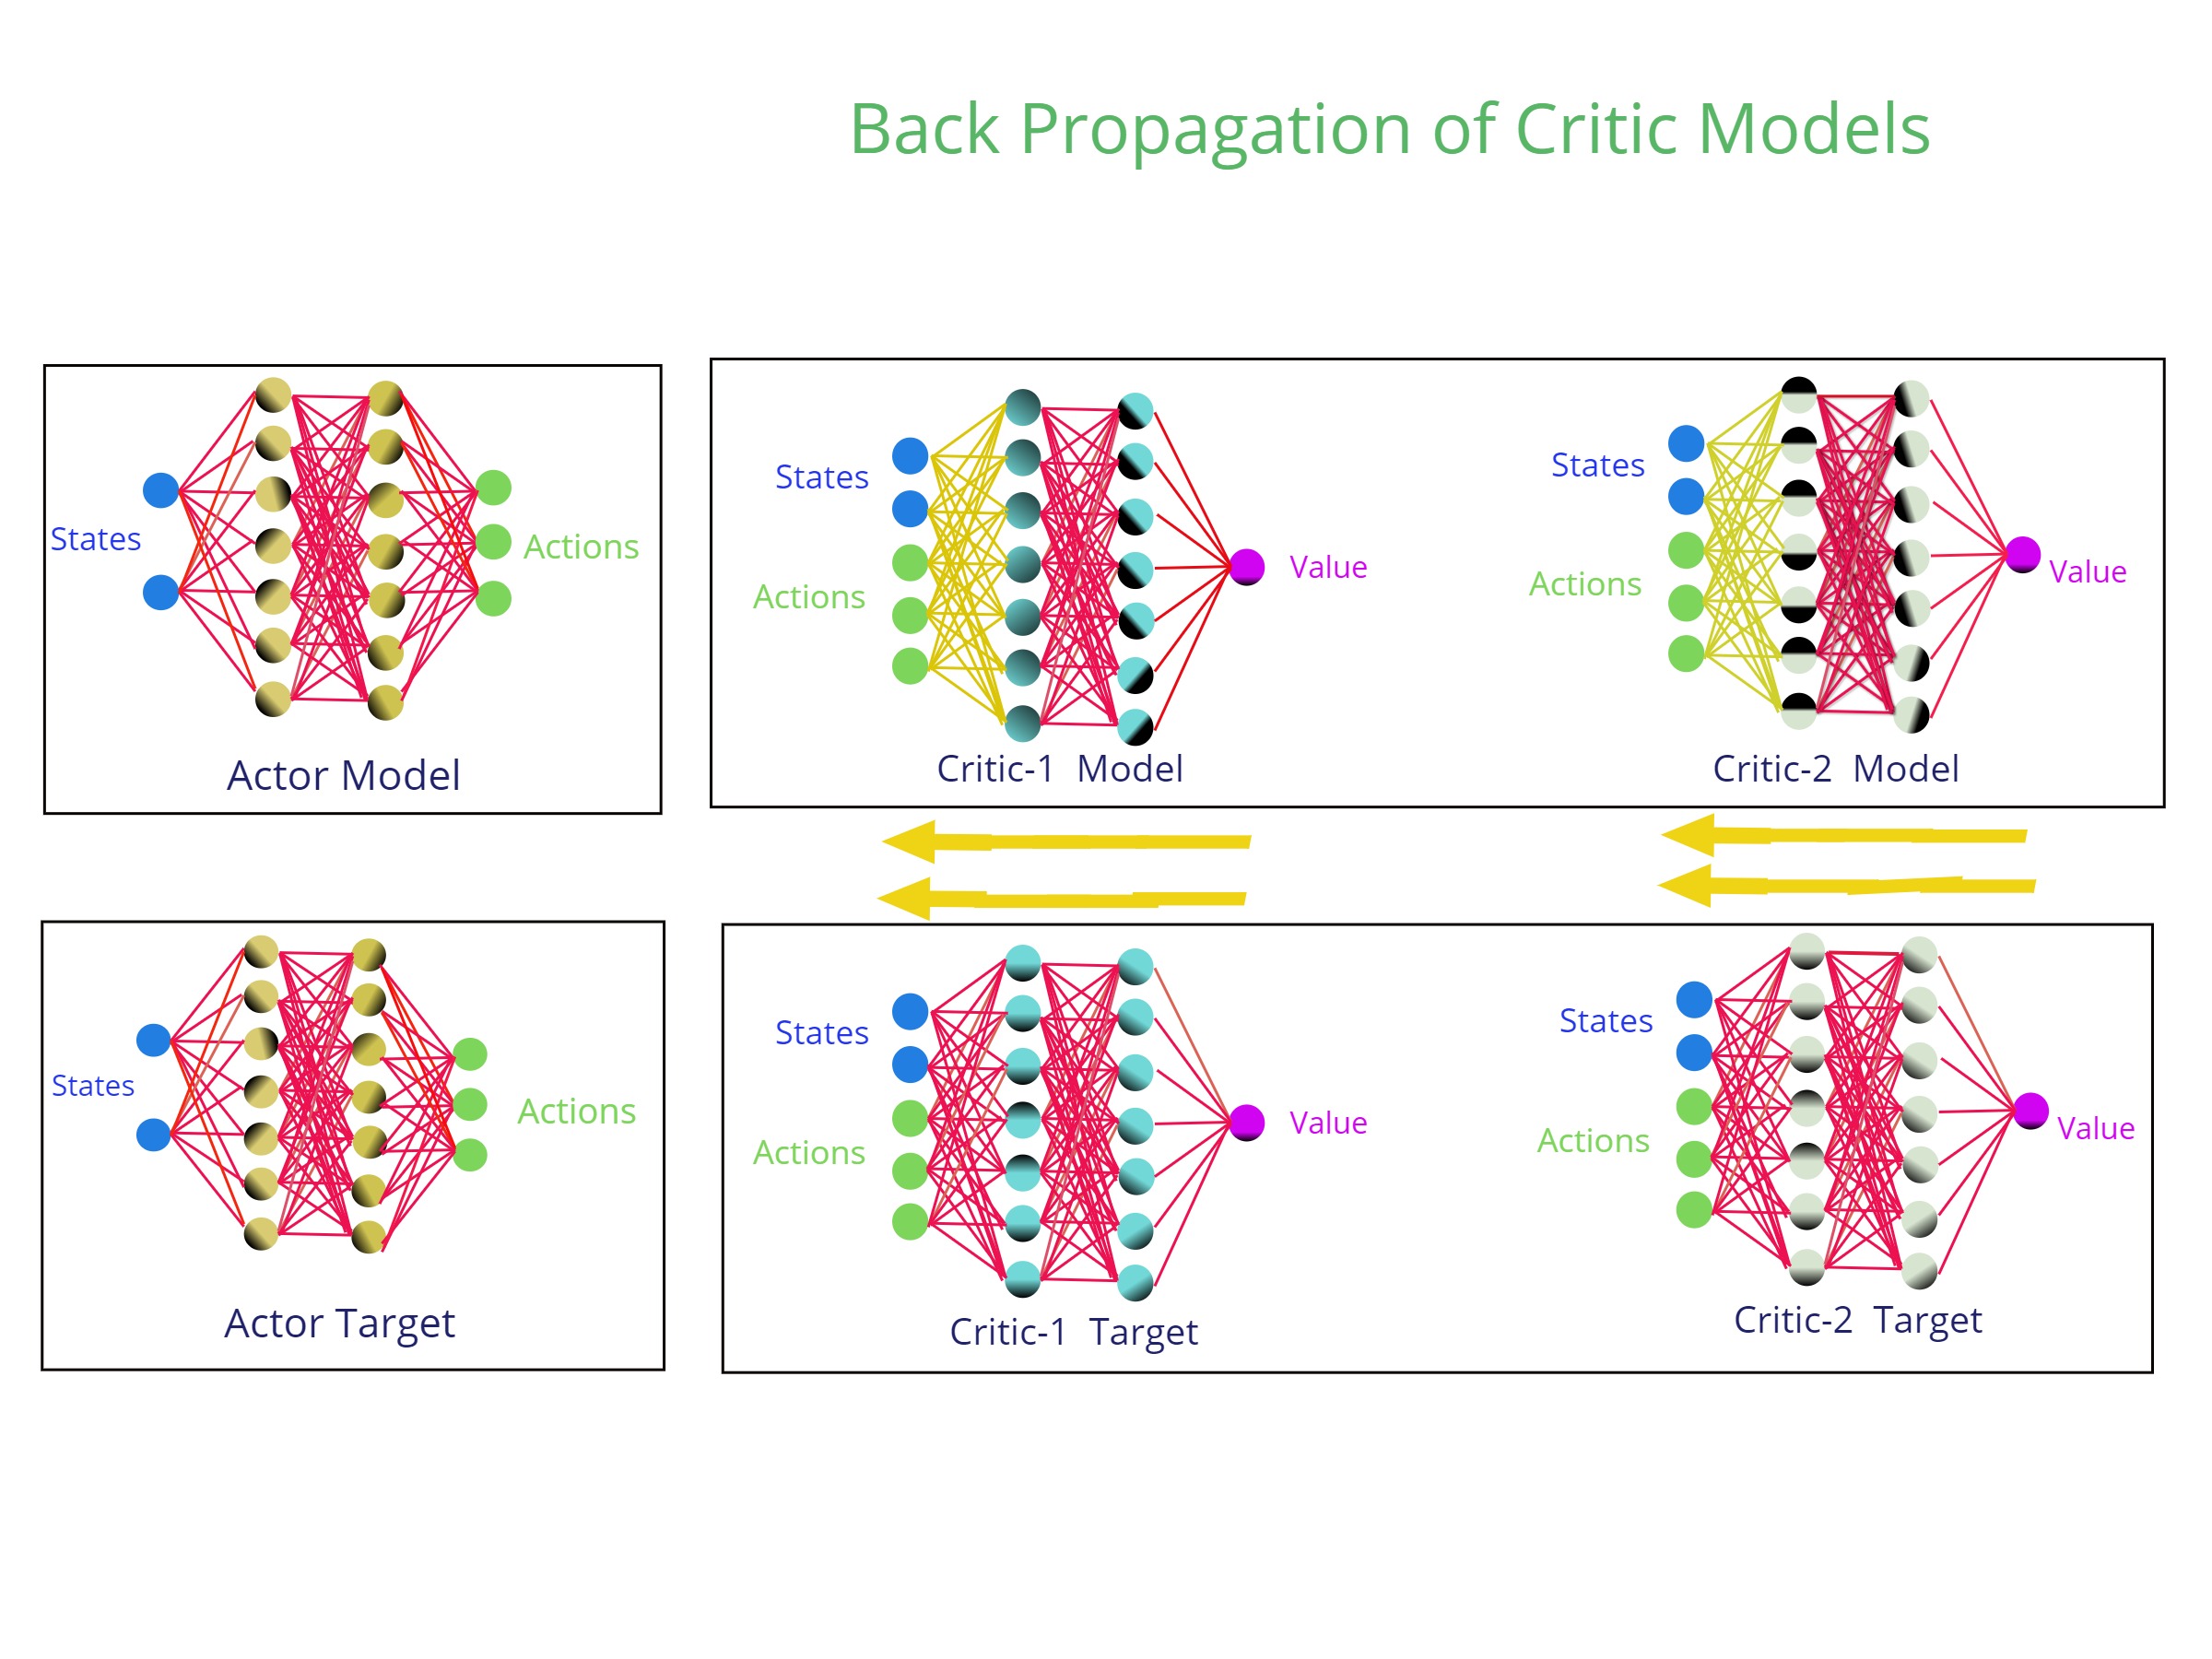 Back Propagation of Critic Models
States
Actions
Actor Model
States
Actions
Value
Critic-1 Model
States
Actions
Value
Critic-2 Model
States
Actions
Actor Target
States
Actions
Value
Critic-1 Target
States
Actions
Value
Critic-2 Target